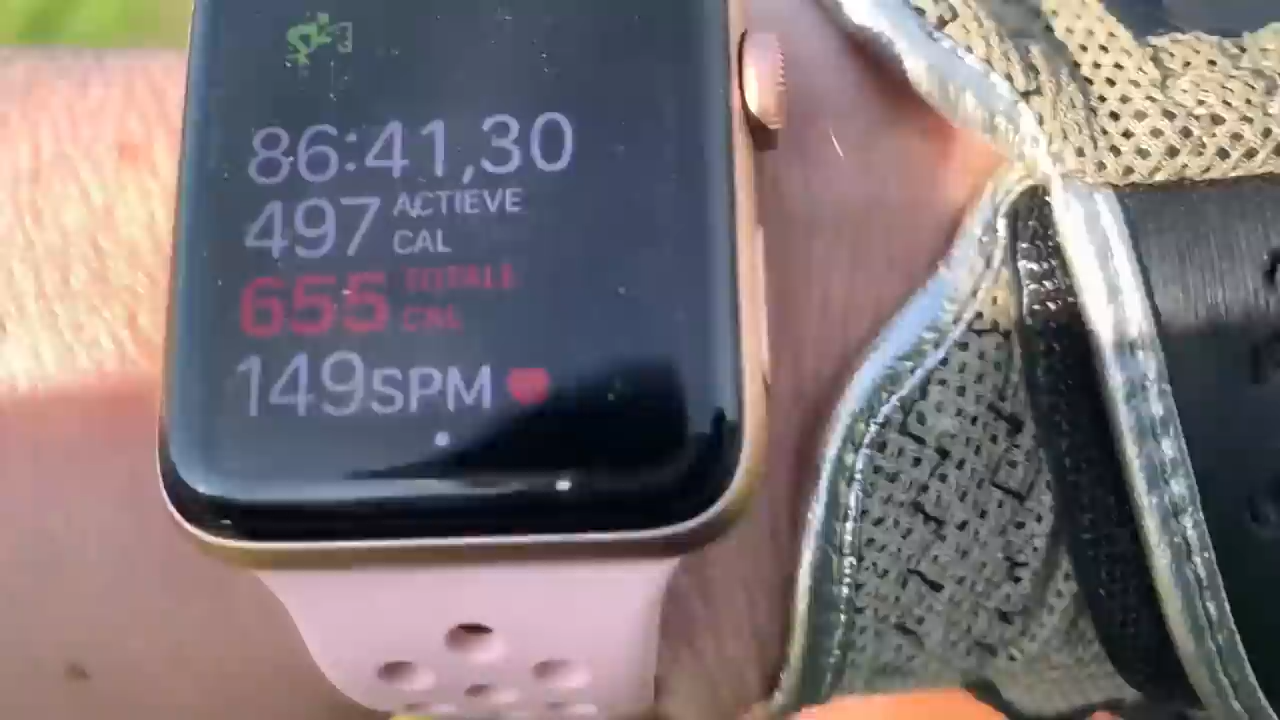 86:41,30
497 ACTIEVE
CAL
655 TOTALE
CAL
149SPM